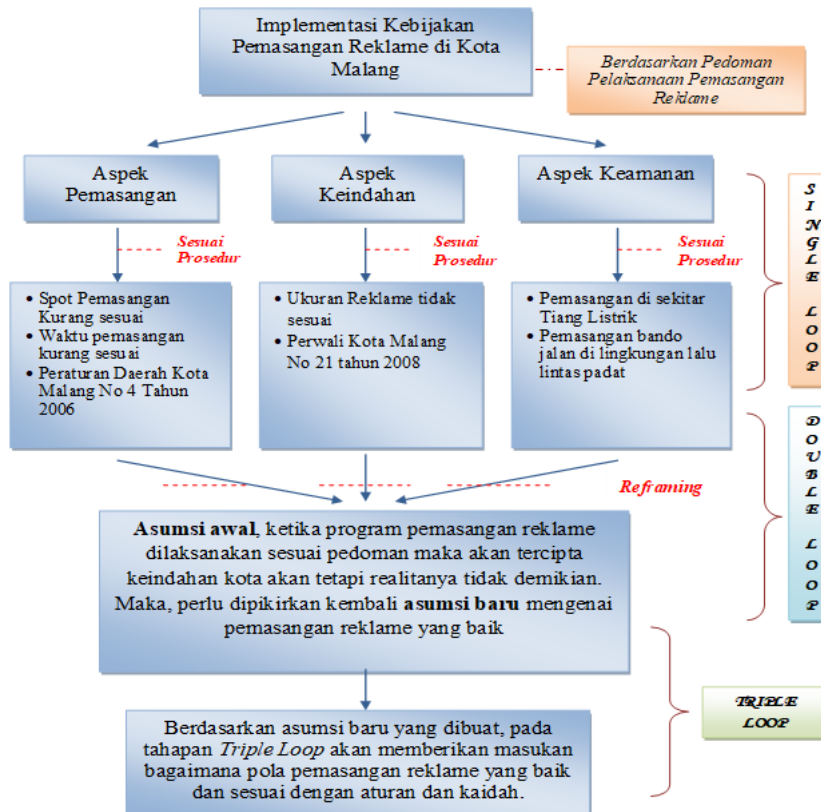 Implementasi Kebijakan
Pemasangan Reklame di Kota
Malang
Berdasarkan Pedoman
Pelaksanaan Pemasangan
Reklame
Aspek
Pemasangan
Aspek
Keindahan
Aspek Keamanan
Sesuai
Prosedur
Sesuai
Prosedur
Sesuai
Prosedur
SINGLE LOOP
• Spot Pemasangan
Kurang sesuai
• Waktu pemasangan
kurang sesuai
• Peraturan Daerah Kota
Malang No 4 Tahun
2006
• Ukuran Reklame tidak
sesuai
• Perwali Kota Malang
No 21 tahun 2008
• Pemasangan di sekitar
Tiang Listrik
• Pemasangan bando
jalan di lingkungan lalu
lintas padat
Reframing
DOUBLE LOOP
Asumsi awal, ketika program pemasangan reklame
dilaksanakan sesuai pedoman maka akan tercipta
keindahan kota akan tetapi realitanya tidak demikian.
Maka, perlu dipikirkan kembali asumsi baru mengenai
pemasangan reklame yang baik
TRIPLE
LOOP
Berdasarkan asumsi baru yang dibuat, pada
tahapan Triple Loop akan memberikan masukan
bagaimana pola pemasangan reklame yang baik
dan sesuai dengan aturan dan kaidah.